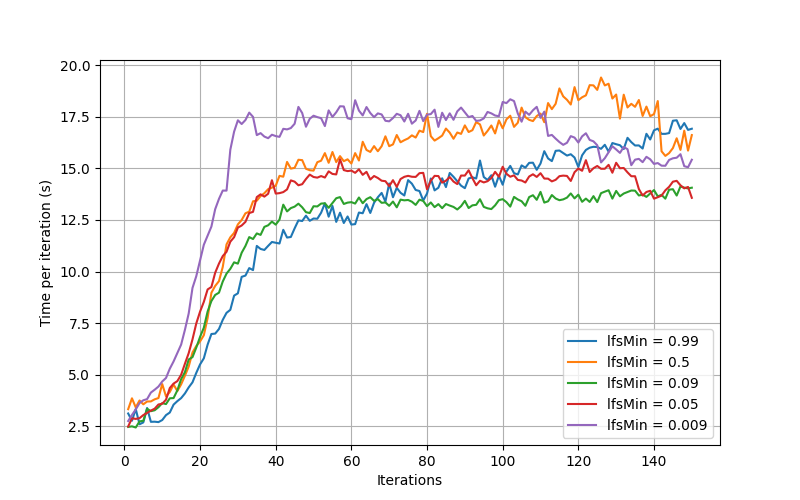 20.0
17.5
15.0
12.5
10.0
7.5
5.0
2.5
Time per iteration (s)
0 20 40 60 80 100 120 140
Iterations
lfsMin = 0.99
lfsMin = 0.5
lfsMin = 0.09
lfsMin = 0.05
lfsMin = 0.009